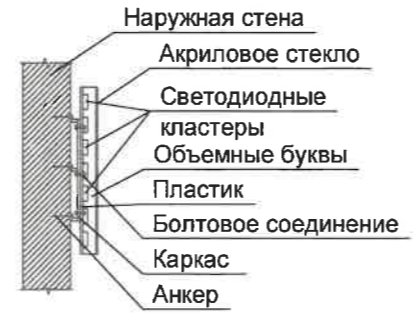 Наружная стена
Акриловое стекло
Светодиодные
кластеры
Объемные буквы
Пластик
Болтовое соединение
Каркас
Анкер